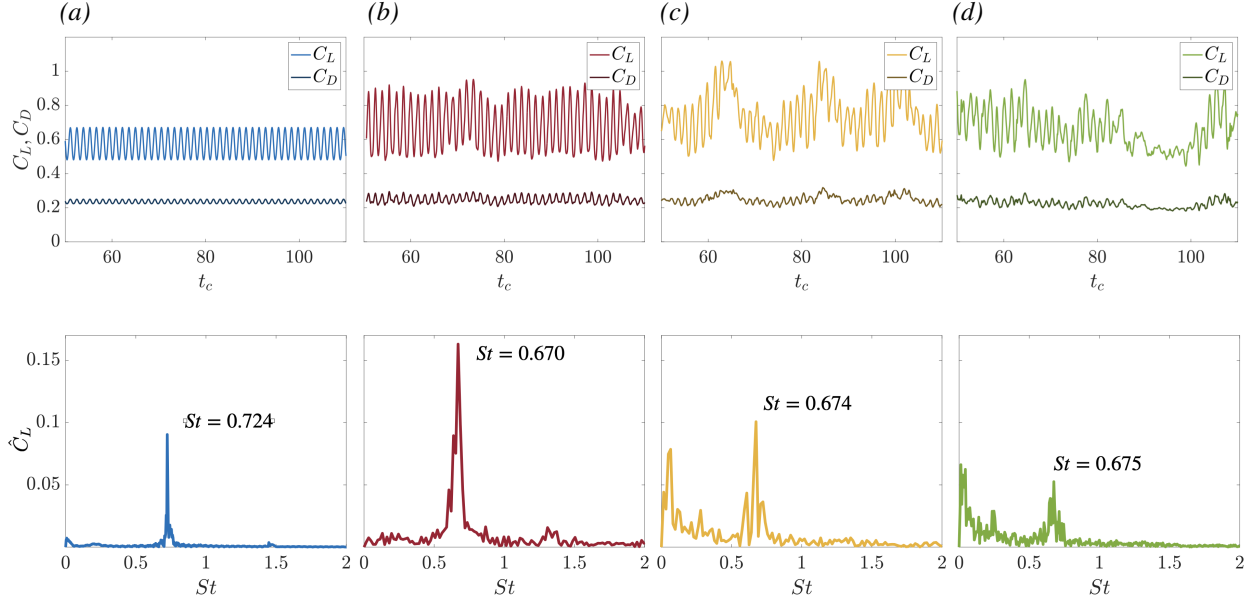 (a) (b) (c) (d)
C_L C_L C_L C_L
C_D C_D C_D C_D
1
0.8
0.6
0.4
0.2
0
C_L, C_D
60 80 100 60 80 100 60 80 100 60 80 100
t_c t_c t_c t_c
0.15
0.1
0.05
Ĉ_L
St = 0.724
St = 0.670
St = 0.674
St = 0.675
0 0.5 1 1.5 2 0.5 1 1.5 2 0 0.5 1 1.5 2 0 0.5 1 1.5 2
St St St St